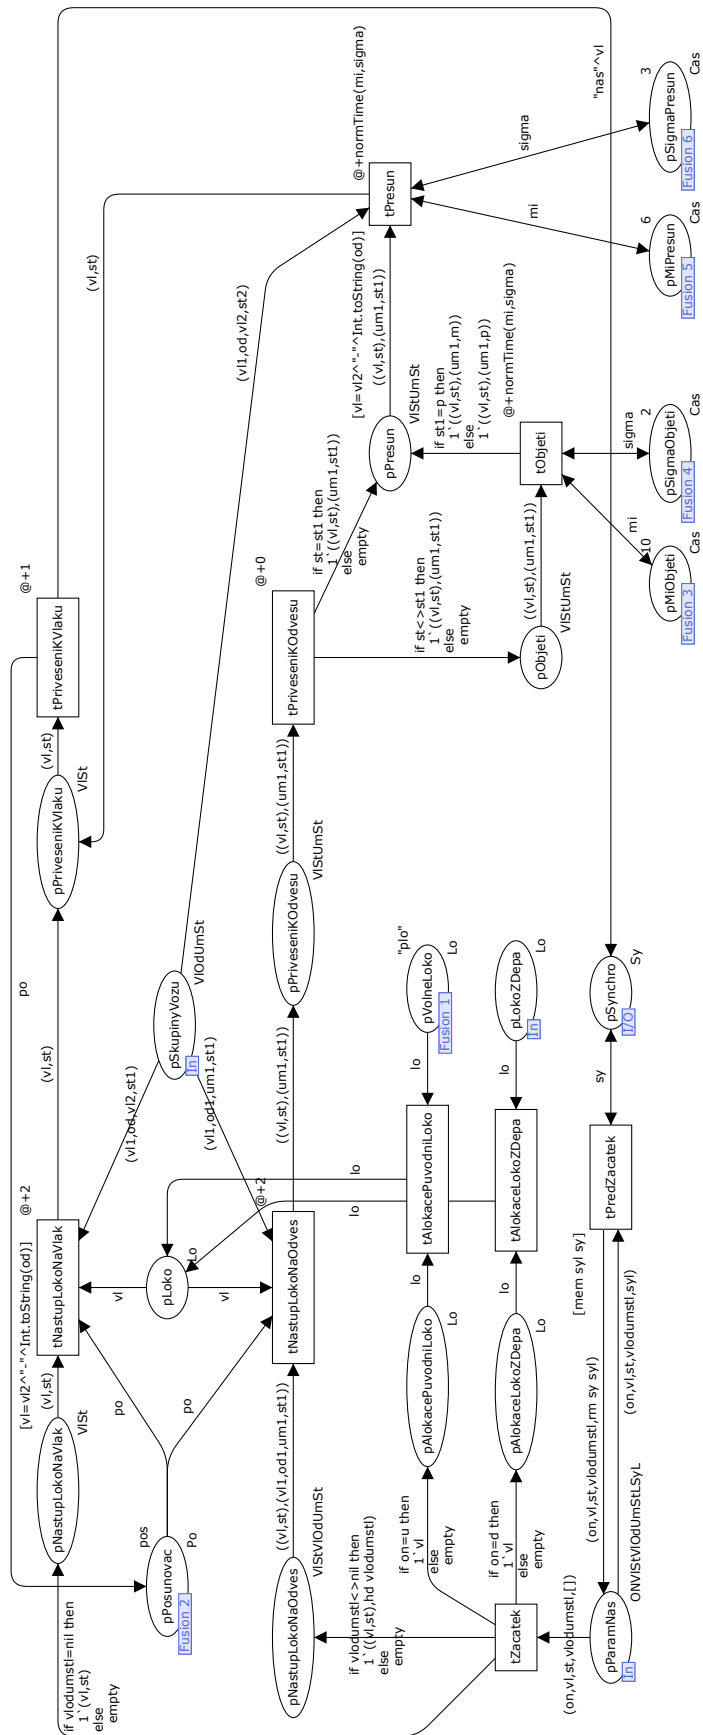 if vlodumstl=nil then
1`(vl,st)
else
empty
pNastupLokoNaVlak
VlSt
(vl,st)
[vl=vl2^"-"^Int.toString(od)]
tNastupLokoNaVlak
@+2
(vl,st)
po
pPriveseniKVlaku
VlSt
(vl,st)
tPriveseniKVlaku
@+1
(vl,st)
"nas"^vl
pPosunovac
Fusion 2
pos
Po
po
po
vl
pLoko
Lo
vl
(vl1,od,vl2,st1)
pSkupinyVozu
In
VlOdUmSt
(vl1,od1,um1,st1)
(vl1,od,vl2,st2)
pNastupLokoNaOdves
VlStVlOdUmSt
((vl,st),(vl1,od1,um1,st1))
tNastupLokoNaOdves
@+2
((vl,st),(um1,st1))
pPriveseniKOdvesu
VlStUmSt
((vl,st),(um1,st1))
tPriveseniKOdvesu
@+0
if st=st1 then
1`((vl,st),(um1,st1))
else
empty
if st<>st1 then
1`((vl,st),(um1,st1))
else
empty
pPresun
VlStUmSt
((vl,st),(um1,st1))
[vl=vl2^"-"^Int.toString(od)]
tPresun
@+normTime(mi,sigma)
sigma
mi
pSigmaPresun
Fusion 6
3
Cas
pMiPresun
Fusion 5
6
Cas
if st1=p then
1`((vl,st),(um1,m))
else
1`((vl,st),(um1,p))
pObjeti
VlStUmSt
((vl,st),(um1,st1))
tObjeti
@+normTime(mi,sigma)
sigma
mi
pSigmaObjeti
Fusion 4
2
Cas
pMiObjeti
Fusion 3
10
Cas
if vlodumstl<>nil then
1`((vl,st),hd vlodumstl)
else
empty
if on=u then
1`vl
else
empty
pAlokacePuvodniLoko
Lo
lo
tAlokacePuvodniLoko
lo
lo
lo
pVolneLoko
Fusion 1
"plo"
Lo
if on=d then
1`vl
else
empty
pAlokaceLokoZDepa
Lo
lo
tAlokaceLokoZDepa
lo
pLokoZDepa
In
Lo
tZacatek
(on,vl,st,vlodumstl,[])
pParamNas
In
ONVlStVlOdUmStLSyL
(on,vl,st,vlodumstl,rm sy syl)
(on,vl,st,vlodumstl,syl)
[mem syl sy]
tPredZacatek
sy
pSynchro
I/O
Sy